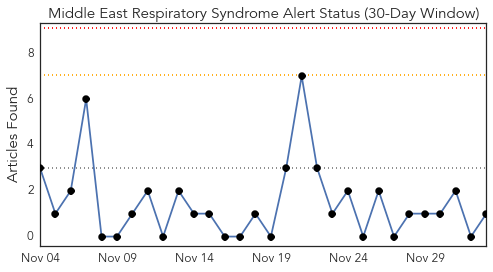 Middle East Respiratory Syndrome Alert Status (30-Day Window)
Articles Found
8
6
4
2
0
Nov 04 Nov 09 Nov 14 Nov 19 Nov 24 Nov 29